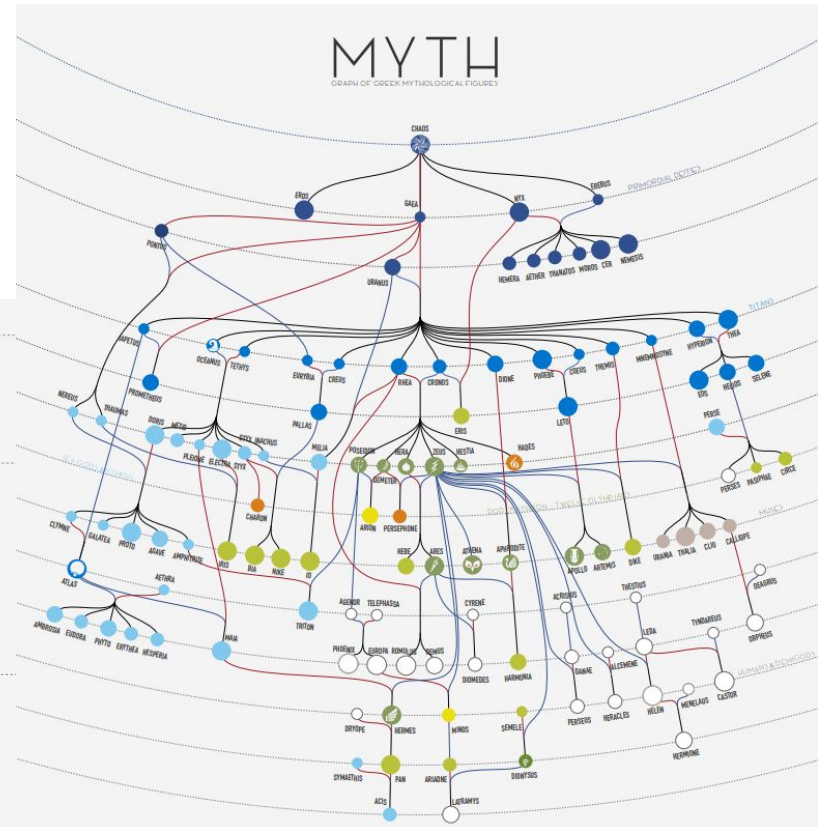 MYTH
GRAPH OF GREEK MYTHOLOGICAL FIGURES
CHAOS
EROS
GAEA
NYX
EREBUS
PRIMORDIAL DEITIES
PONTUS
URANUS
HEMERA
AETHER
THANATOS
MOROS
CER
NEMESIS
TITANS
IAPETUS
OCEANUS
TETHYS
EURYBIA
CREUS
RHEA
CRONOS
DIONE
PHOEBE
COEUS
MNEMOSYNE
HYPERION
THEA
PROMETHEUS
PALLAS
ERIS
LETO
EOS
HELIOS
SELENE
NEREUS
THAUMAS
DORIS
METIS
PLEIONE
ELECTRA
STYX
STYX
INACHUS
MELIA
POSEIDON
DEMETER
HERA
ZEUS
HESTIA
HADES
PERSE
PERSES
PASIPHAE
CIRCE
CHARON
ARION
PERSEPHONE
MUSES
CLYMNE
GALATEA
PROTO
AGAVE
AMPHITRITE
IRIS
BIA
NIKE
IO
HEBE
ARES
ATHENA
APHRODITE
APOLLO
ARTEMIS
DIKE
URANIA
THALIA
CLIO
CALLIOPE
ATLAS
AETHRA
TRITON
AGENOR
TELEPHASSA
CYRENE
ACRISIUS
THESTIUS
OEAGRUS
AMBROSIA
EUDORA
PHYTO
ERYTHEA
HESPERIA
MAIA
PHOENIX
EUROPA
ROMULUS
REMUS
DIOMEDES
HARMONIA
DANAE
ALCEMENE
LEDA
TYNDAREUS
ORPHEUS
HUMANS & DEMIGODS
DRYOPE
HERMES
MINOS
SEMELE
PERSEUS
HERACLES
HELEN
MENELAUS
CASTOR
HERMIONE
SYMAETHIS
PAN
ARIADNE
DIONYSOS
ACIS
LATRAMYS